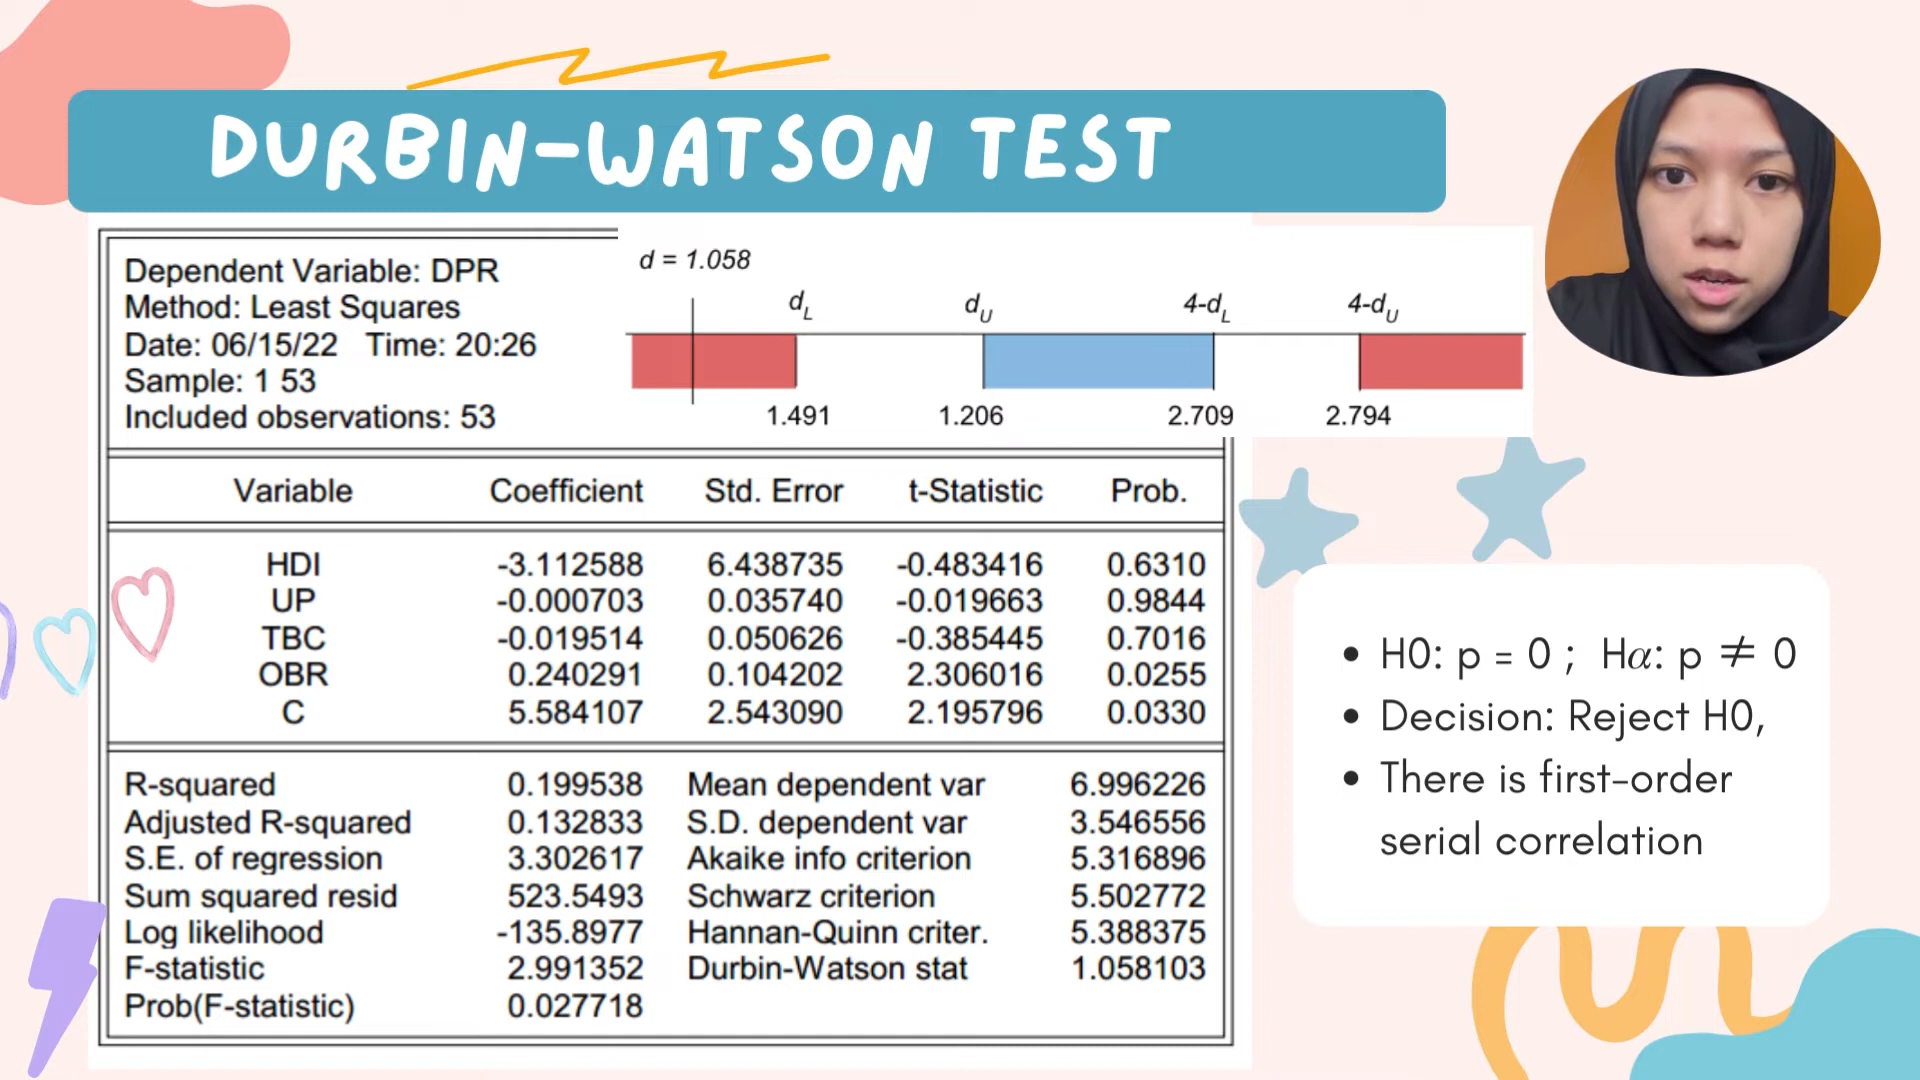 DURBIN-WATSON TEST
Dependent Variable: DPR
Method: Least Squares
Date: 06/15/22 Time: 20:26
Sample: 1 53
Included observations: 53
d = 1.058
dL dU 4-dL 4-dU
1.491 1.206 2.709 2.794
Variable Coefficient Std. Error t-Statistic Prob.
HDI -3.112588 6.438735 -0.483416 0.6310
UP -0.000703 0.035740 -0.019663 0.9844
TBC -0.019514 0.050626 -0.385445 0.7016
OBR 0.240291 0.104202 2.306016 0.0255
C 5.584107 2.543090 2.195796 0.0330
R-squared 0.199538 Mean dependent var 6.996226
Adjusted R-squared 0.132833 S.D. dependent var 3.546556
S.E. of regression 3.302617 Akaike info criterion 5.316896
Sum squared resid 523.5493 Schwarz criterion 5.502772
Log likelihood -135.8977 Hannan-Quinn criter. 5.388375
F-statistic 2.991352 Durbin-Watson stat 1.058103
Prob(F-statistic) 0.027718
• H0: p = 0 ; Hα: p ≠ 0
• Decision: Reject H0,
• There is first-order
serial correlation